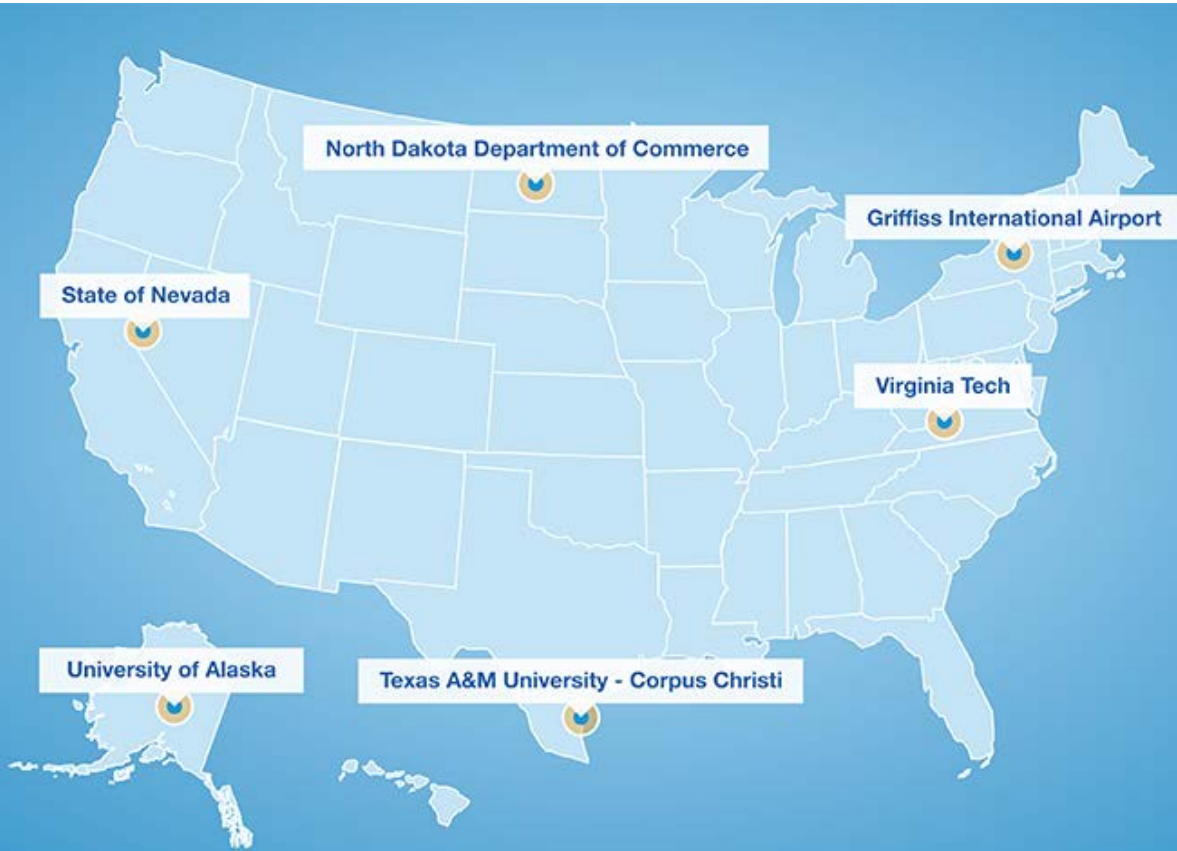 North Dakota Department of Commerce
Griffiss International Airport
State of Nevada
Virginia Tech
University of Alaska
Texas A&M University - Corpus Christi